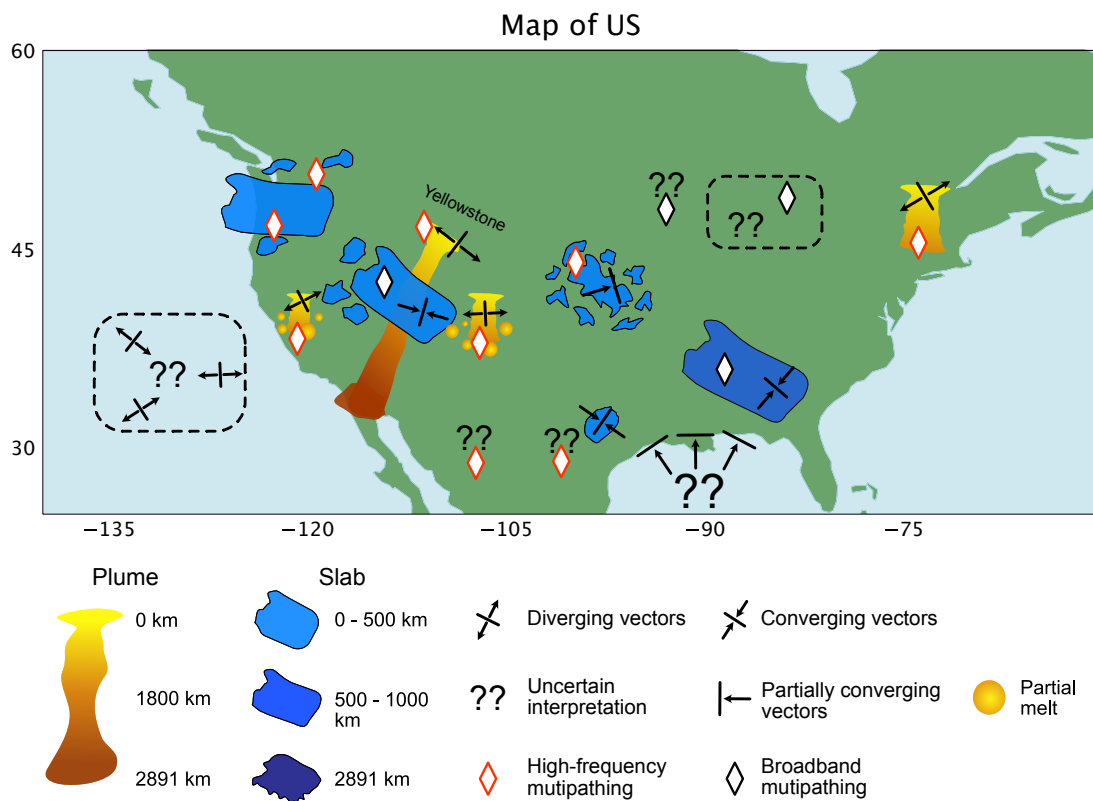 Map of US
60
45
30
Yellowstone
??
??
??
??
??
??
−135
−120
−105
−90
−75
Plume
0 km
1800 km
2891 km
Slab
0 - 500 km
500 - 1000
km
2891 km
Diverging vectors
??
Uncertain
interpretation
High-frequency
mutipathing
Converging vectors
Partially converging
vectors
Broadband
mutipathing
Partial
melt